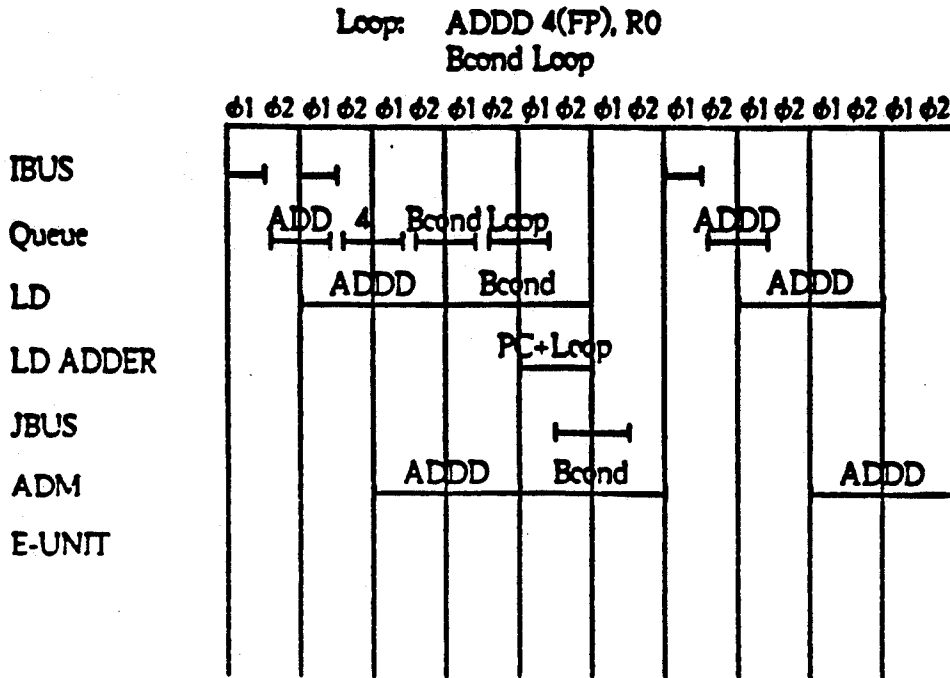 Loop: ADDD 4(FP), R0
Bcond Loop
ϕ1 ϕ2 ϕ1 ϕ2 ϕ1 ϕ2 ϕ1 ϕ2 ϕ1 ϕ2 ϕ1 ϕ2 ϕ1 ϕ2 ϕ1 ϕ2 ϕ1 ϕ2 ϕ1 ϕ2
IBUS
Queue ADD 4 Bcond Loop ADDD
LD ADDD Bcond ADDD
LD ADDER PC+Loop
JBUS
ADM ADDD Bcond ADDD
E-UNIT